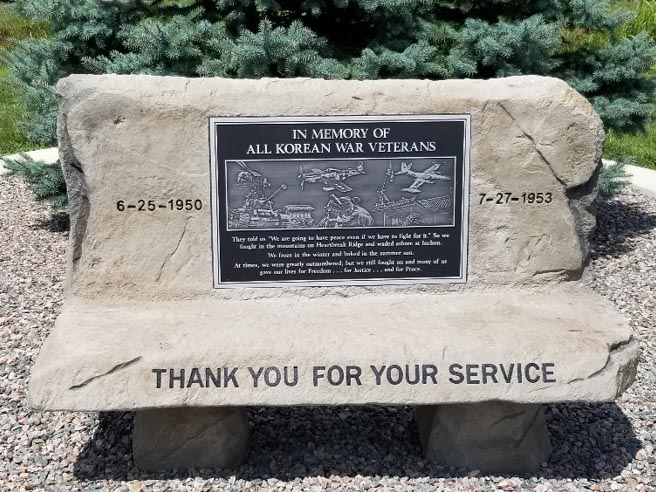 IN MEMORY OF
ALL KOREAN WAR VETERANS
6-25-1950
7-27-1953
They told us "We are going to have peace even if we have to fight for it." So we
fought in the mountains on Heartbreak Ridge and waded ashore at Inchon.
We froze in the winter and baked in the summer sun.
At times, we were greatly outnumbered; but we still fought on and many of us
gave our lives for Freedom . . . for Justice . . . and for Peace.
THANK YOU FOR YOUR SERVICE